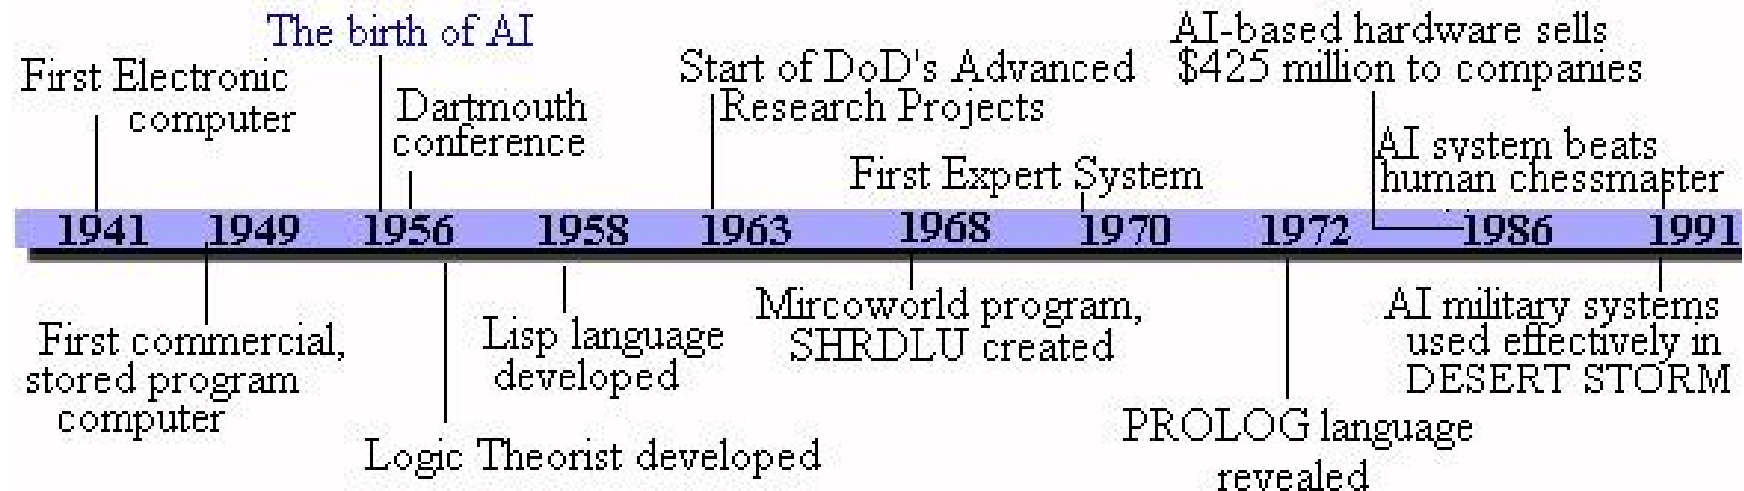 The birth of AI
First Electronic
computer
Dartmouth
conference
Start of DoD's Advanced
Research Projects
First Expert System
AI-based hardware sells
$425 million to companies
AI system beats
human chessmaster
1941 1949 1956 1958 1963 1968 1970 1972 1986 1991
First commercial,
stored program
computer
Logic Theorist developed
Lisp language
developed
Mircoworld program,
SHRDLU created
PROLOG language
revealed
AI military systems
used effectively in
DESERT STORM